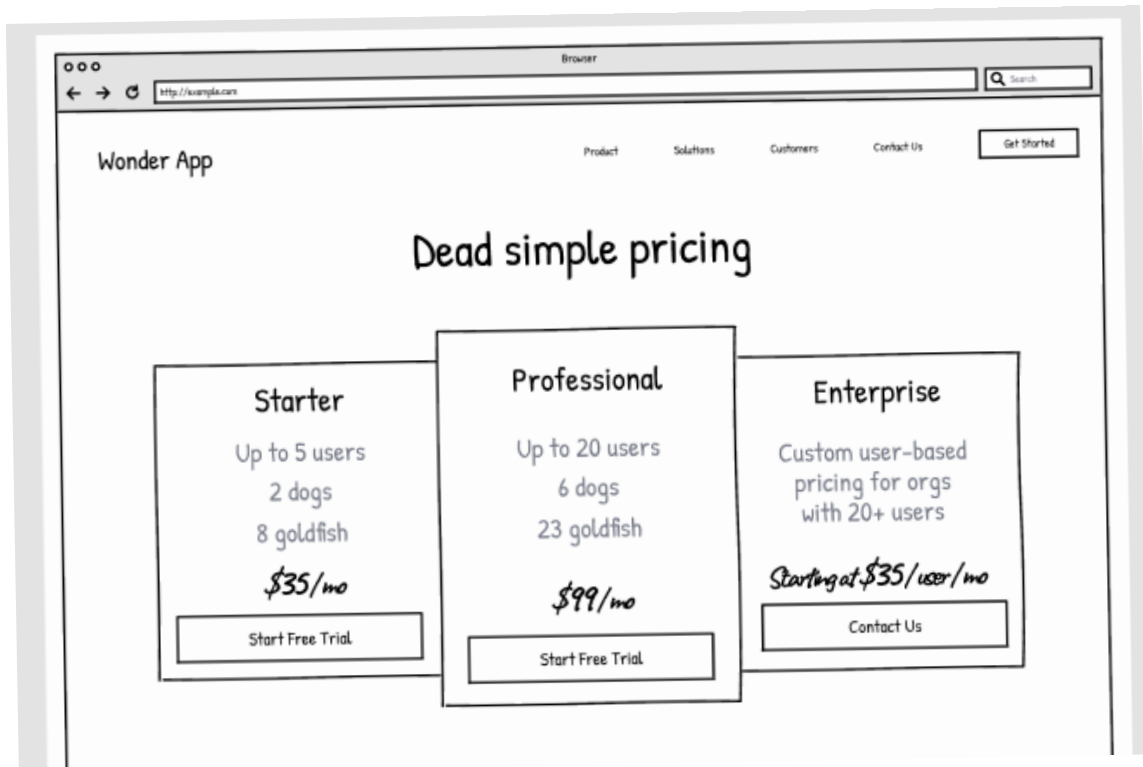 Browser
http://example.com
Search
Wonder App
Product
Solutions
Customers
Contact Us
Get Started
Dead simple pricing
Starter
Up to 5 users
2 dogs
8 goldfish
$35/mo
Start Free Trial
Professional
Up to 20 users
6 dogs
23 goldfish
$99/mo
Start Free Trial
Enterprise
Custom user-based
pricing for orgs
with 20+ users
Starting at $35/user/mo
Contact Us